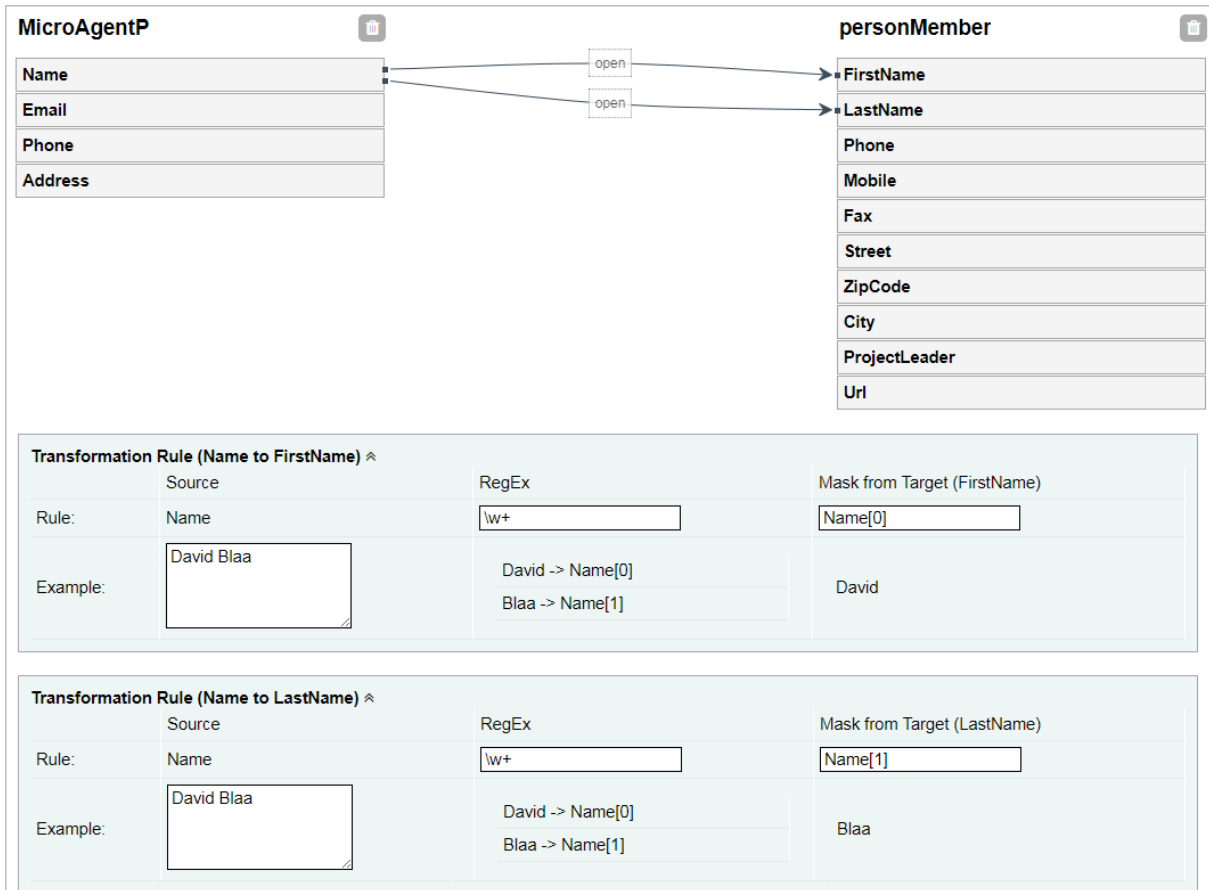 MicroAgentP personMember
Name open FirstName
Email open LastName
Phone Phone
Address Mobile
Fax
Street
ZipCode
City
ProjectLeader
Url
Transformation Rule (Name to FirstName)
Source RegEx Mask from Target (FirstName)
Rule: Name \w+ Name[0]
Example: David Blaa David -> Name[0] David
Blaa -> Name[1]
Transformation Rule (Name to LastName)
Source RegEx Mask from Target (LastName)
Rule: Name \w+ Name[1]
Example: David Blaa David -> Name[0] Blaa
Blaa -> Name[1]